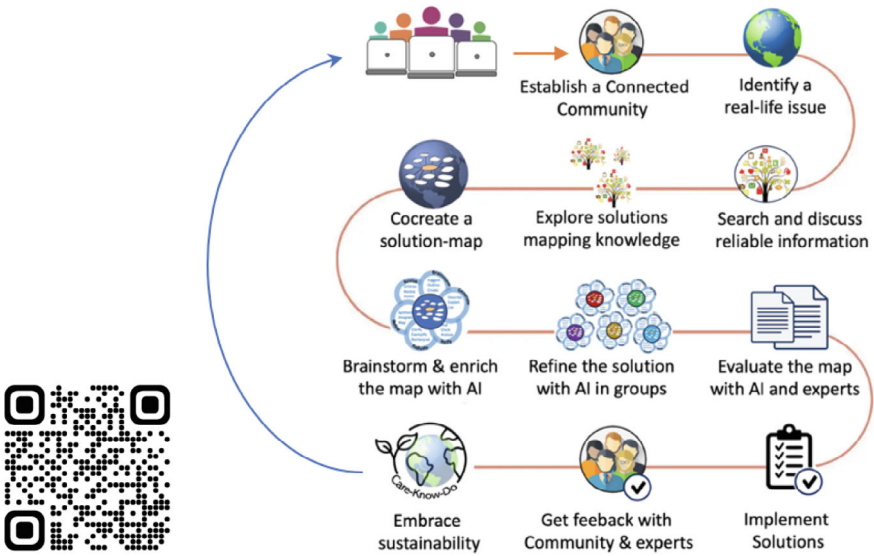 Establish a Connected
Community
Identify a
real-life issue
Search and discuss
reliable information
Explore solutions
mapping knowledge
Cocreate a
solution-map
Brainstorm & enrich
the map with AI
Refine the solution
with AI in groups
Evaluate the map
with AI and experts
Implement
Solutions
Get feeback with
Community & experts
Care-Know-Do
Embrace
sustainability